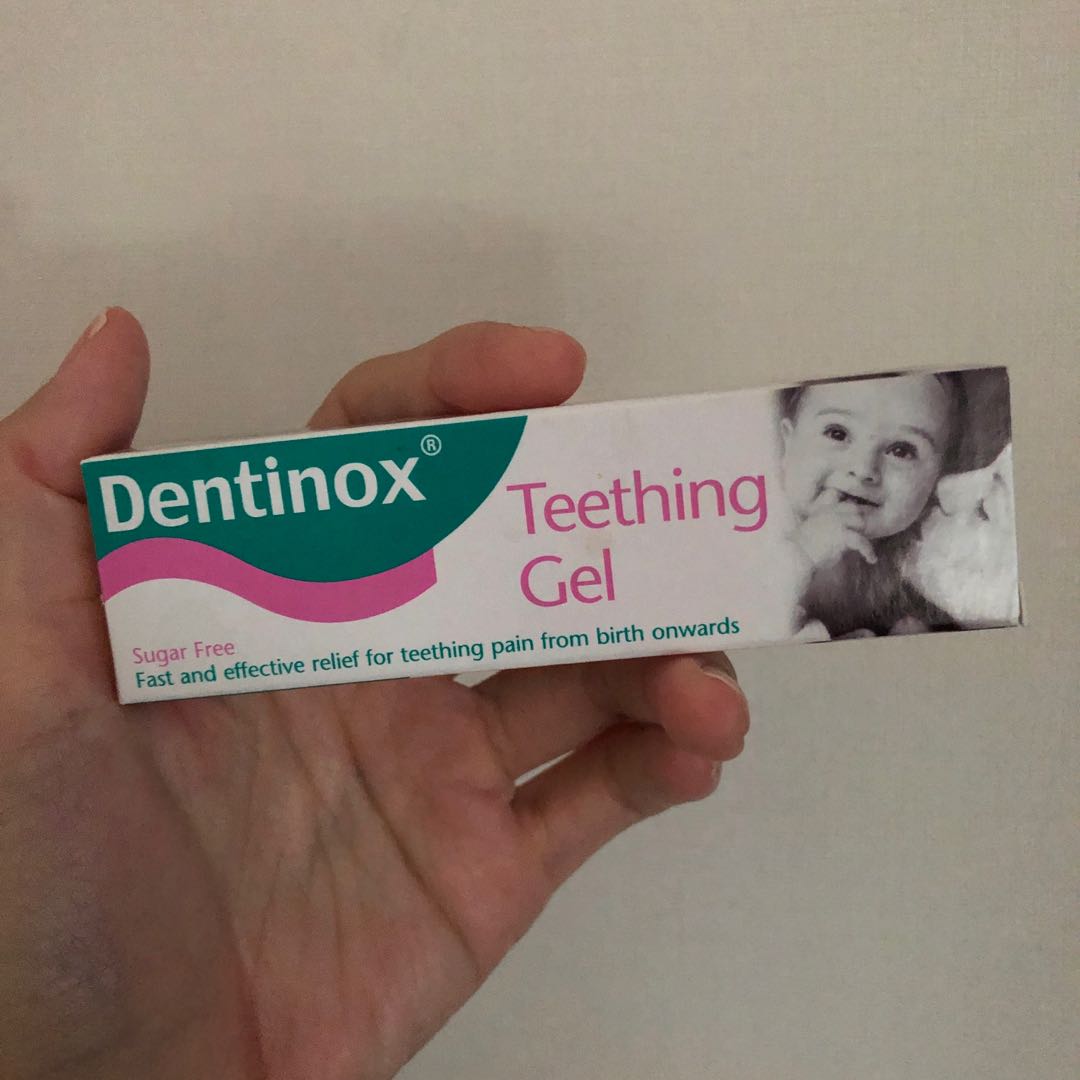 Dentinox®
Teething
Gel
Sugar Free
Fast and effective relief for teething pain from birth onwards